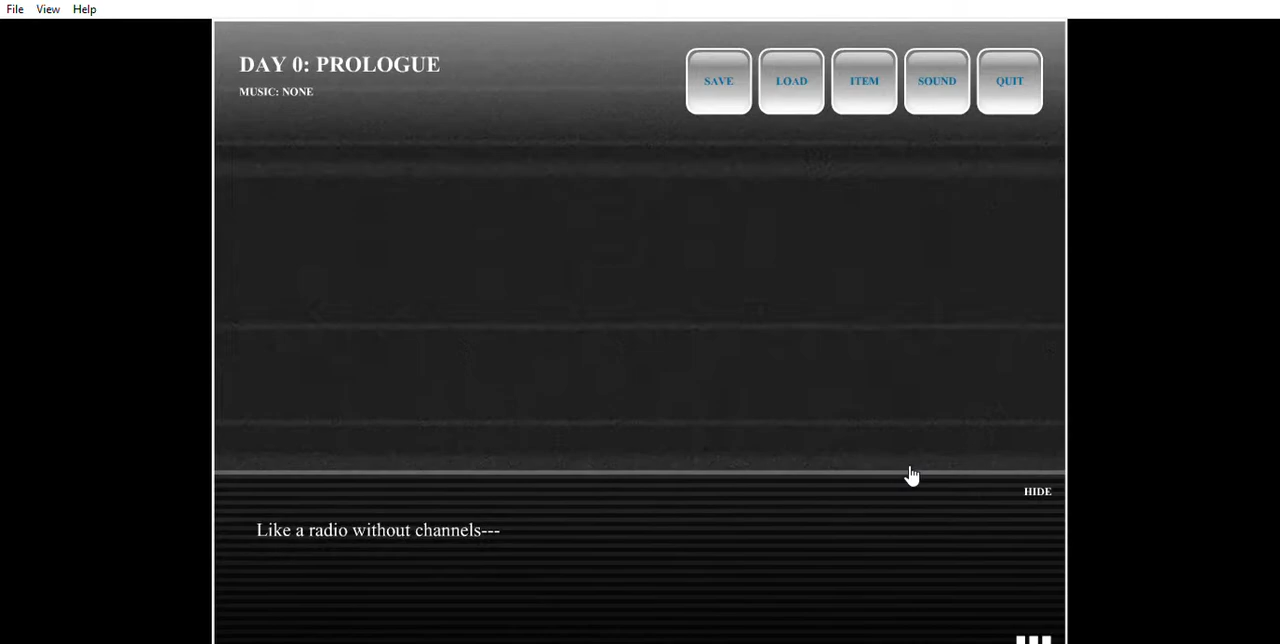 File View Help
DAY 0: PROLOGUE
MUSIC: NONE
SAVE LOAD ITEM SOUND QUIT
HIDE
Like a radio without channels---